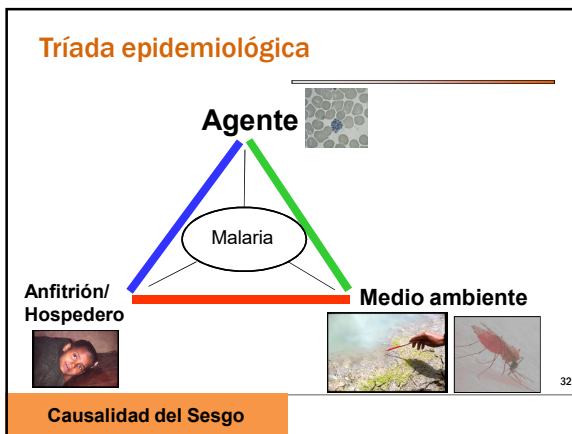 Tríada epidemiológica
Agente
Malaria
Anfitrión/
Hospedero
Medio ambiente
32
Causalidad del Sesgo